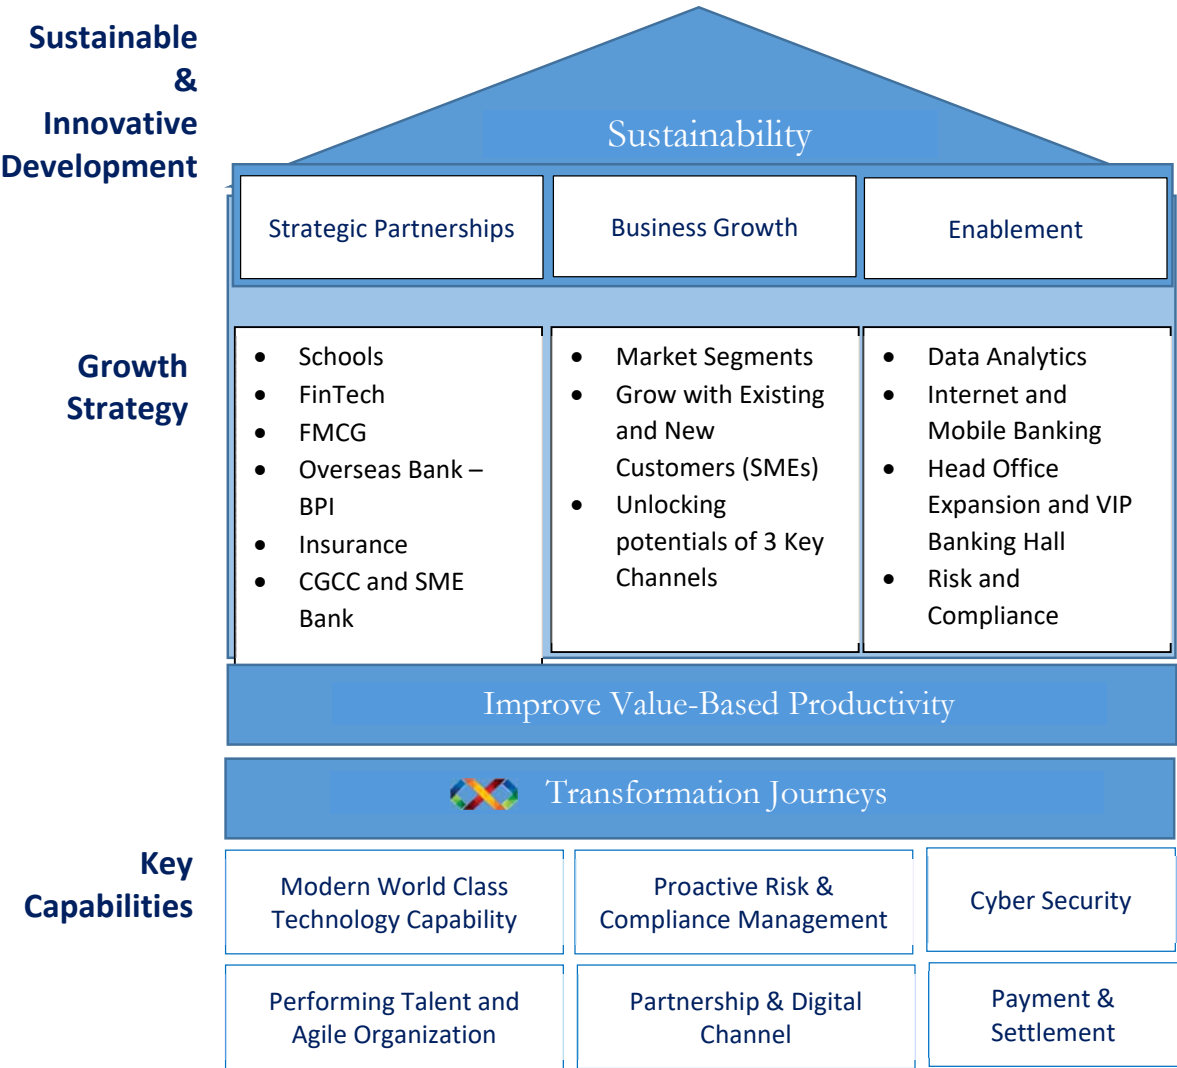 Sustainable
&
Innovative
Development
Sustainability
Strategic Partnerships
Business Growth
Enablement
Growth
Strategy
• Schools
• FinTech
• FMCG
• Overseas Bank –
BPI
• Insurance
• CGCC and SME
Bank
• Market Segments
• Grow with Existing
and New
Customers (SMEs)
• Unlocking
potentials of 3 Key
Channels
• Data Analytics
• Internet and
Mobile Banking
• Head Office
Expansion and VIP
Banking Hall
• Risk and
Compliance
Improve Value-Based Productivity
Transformation Journeys
Key
Capabilities
Modern World Class
Technology Capability
Proactive Risk &
Compliance Management
Cyber Security
Performing Talent and
Agile Organization
Partnership & Digital
Channel
Payment &
Settlement